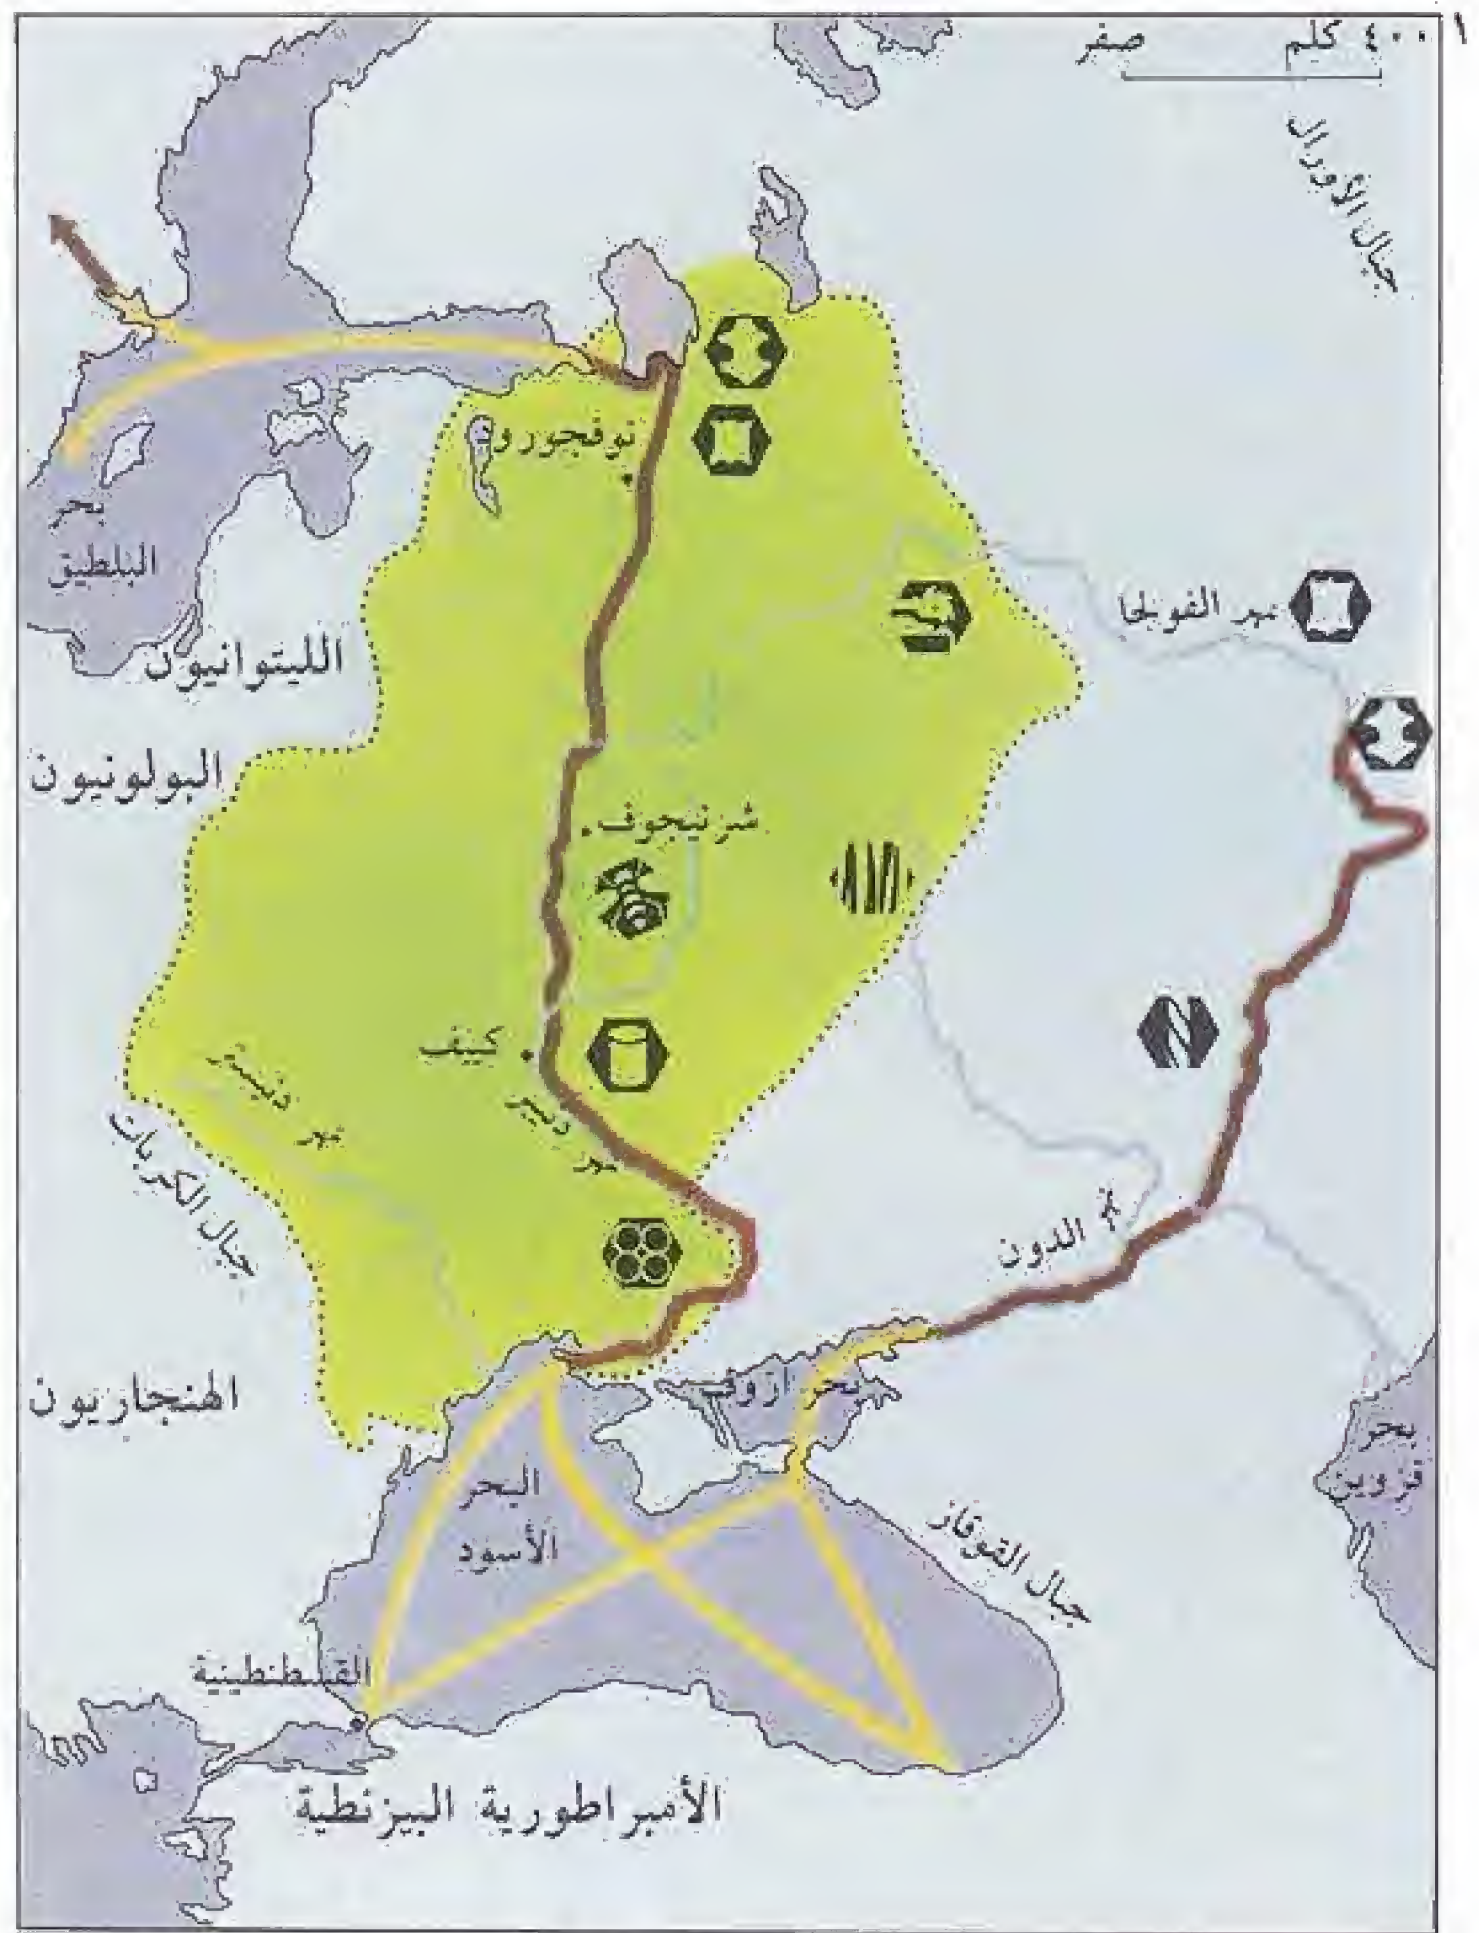 ١
صفر
٤٠٠ كلم
جبال الأورال
نوفجورود
بحر
البلطيق
نهر الفولجا
الليتوانيون
البولونيون
شرنيجوف
كييف
نهر دنيستر
نهر دنيبر
جبال الكربات
نهر الدون
الهنجاريون
بحر ازوف
بحر
قزوين
البحر
الأسود
جبال القوقاز
القسطنطينية
الأمبراطورية البيزنطية